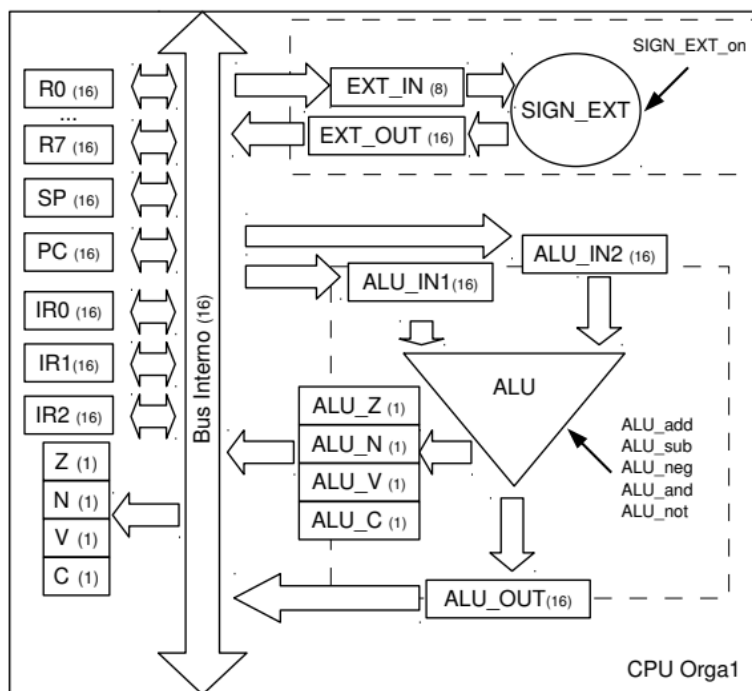 SIGN_EXT_on
R0 (16)
...
R7 (16)
SP (16)
PC (16)
IR0 (16)
IR1 (16)
IR2 (16)
Z (1)
N (1)
V (1)
C (1)
Bus Interno (16)
EXT_IN (8)
EXT_OUT (16)
SIGN_EXT
ALU_IN2 (16)
ALU_IN1 (16)
ALU
ALU_Z (1)
ALU_N (1)
ALU_V (1)
ALU_C (1)
ALU_add
ALU_sub
ALU_neg
ALU_and
ALU_not
ALU_OUT (16)
CPU Orga1